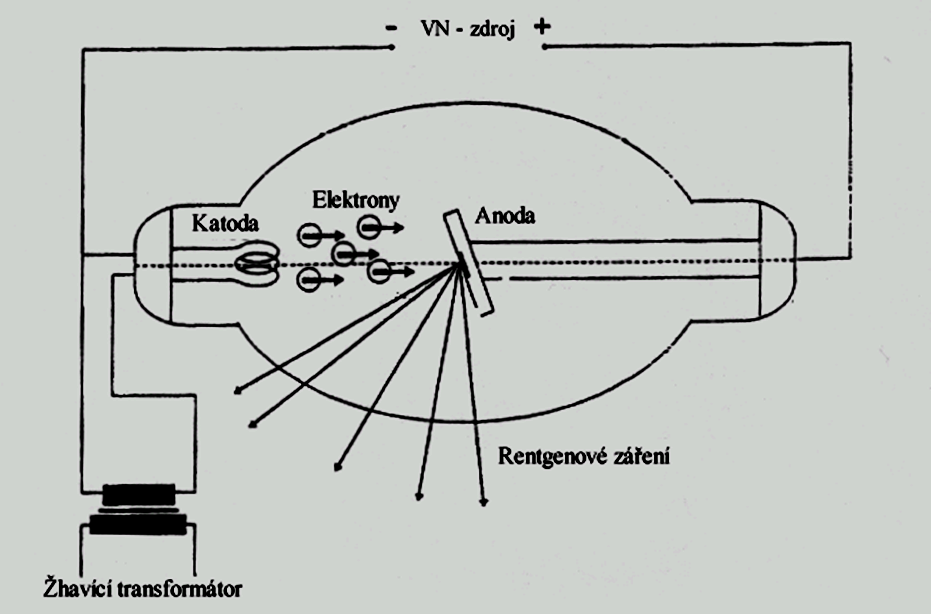 - VN - zdroj +
Elektrony
Katoda
Anoda
Rentgenové záření
Žhavící transformátor